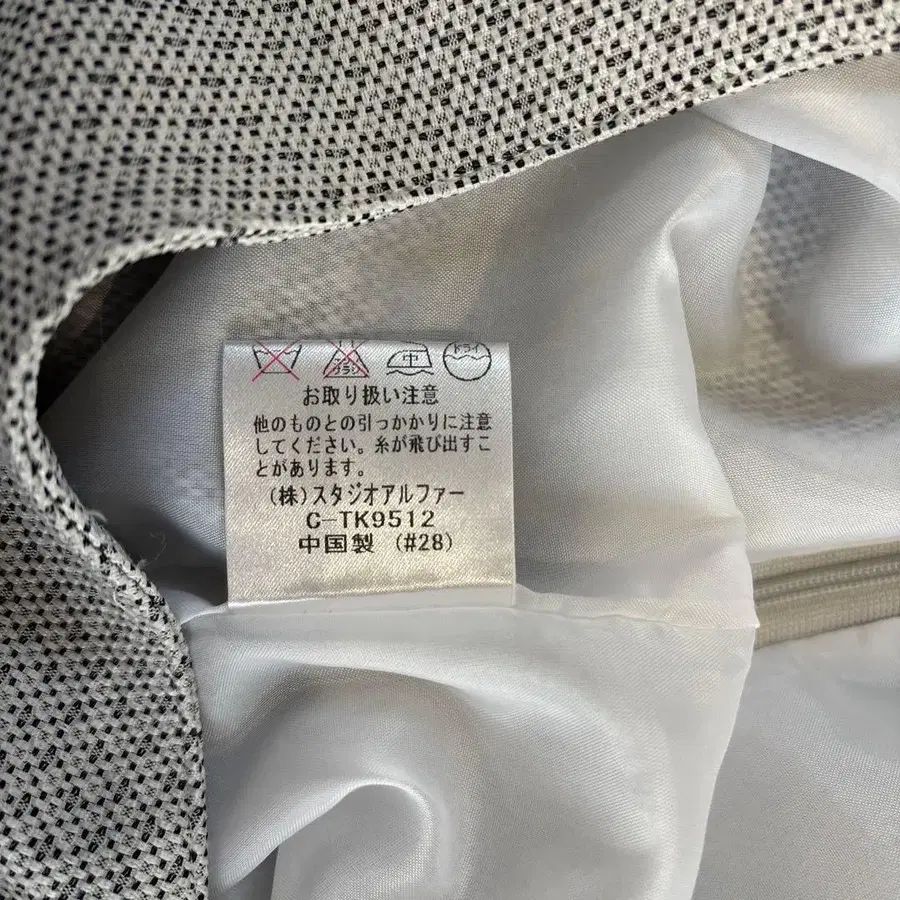 中 ドライ
お取り扱い注意
他のものとの引っかかりに注意
してください。糸が飛び出すこ
とがあります。
(株)スタジオアルファー
C-TK9512
中国製 (#28)